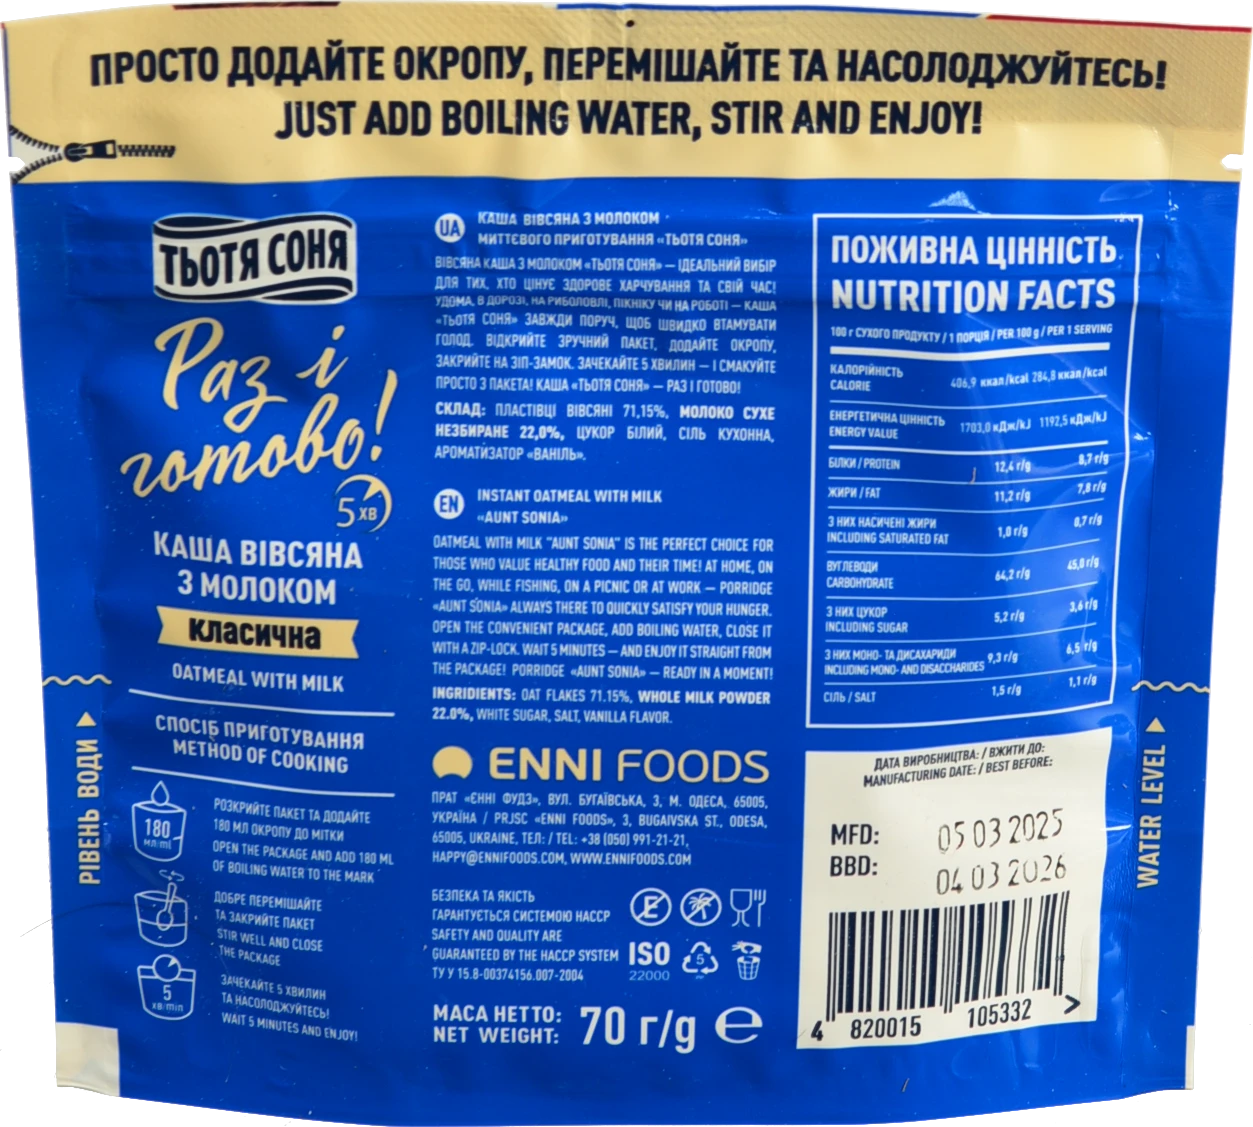 ПРОСТО ДОДАЙТЕ ОКРОПУ, ПЕРЕМІШАЙТЕ ТА НАСОЛОДЖУЙТЕСЬ!
JUST ADD BOILING WATER, STIR AND ENJOY!
ТЬОТЯ СОНЯ
Раз і
готово!
5 ХВ
КАША ВІВСЯНА
З МОЛОКОМ
класична
OATMEAL WITH MILK
СПОСІБ ПРИГОТУВАННЯ
METHOD OF COOKING
180
МЛ/ml
РОЗКРИЙТЕ ПАКЕТ ТА ДОДАЙТЕ
180 МЛ ОКРОПУ ДО МІТКИ
OPEN THE PACKAGE AND ADD 180 ML
OF BOILING WATER TO THE MARK
ДОБРЕ ПЕРЕМІШАЙТЕ
ТА ЗАКРИЙТЕ ПАКЕТ
STIR WELL AND CLOSE
THE PACKAGE
5
ХВ/min
ЗАЧЕКАЙТЕ 5 ХВИЛИН
ТА НАСОЛОДЖУЙТЕСЬ!
WAIT 5 MINUTES AND ENJOY!
РІВЕНЬ ВОДИ
UA
КАША ВІВСЯНА З МОЛОКОМ
МИТТЄВОГО ПРИГОТУВАННЯ «ТЬОТЯ СОНЯ»
ВІВСЯНА КАША З МОЛОКОМ «ТЬОТЯ СОНЯ» — ІДЕАЛЬНИЙ ВИБІР
ДЛЯ ТИХ, ХТО ЦІНУЄ ЗДОРОВЕ ХАРЧУВАННЯ ТА СВІЙ ЧАС!
УДОМА, В ДОРОЗІ, НА РИБОЛОВЛІ, ПІКНІКУ ЧИ НА РОБОТІ — КАША
«ТЬОТЯ СОНЯ» ЗАВЖДИ ПОРУЧ, ЩОБ ШВИДКО ВТАМУВАТИ
ГОЛОД. ВІДКРИЙТЕ ЗРУЧНИЙ ПАКЕТ, ДОДАЙТЕ ОКРОПУ,
ЗАКРИЙТЕ НА ЗІП-ЗАМОК. ЗАЧЕКАЙТЕ 5 ХВИЛИН — І СМАКУЙТЕ
ПРОСТО З ПАКЕТА! КАША «ТЬОТЯ СОНЯ» — РАЗ І ГОТОВО!
СКЛАД: ПЛАСТІВЦІ ВІВСЯНІ 71,15%, МОЛОКО СУХЕ
НЕЗБИРАНЕ 22,0%, ЦУКОР БІЛИЙ, СІЛЬ КУХОННА,
АРОМАТИЗАТОР «ВАНІЛЬ».
EN
INSTANT OATMEAL WITH MILK
«AUNT SONIA»
OATMEAL WITH MILK "AUNT SONIA" IS THE PERFECT CHOICE FOR
THOSE WHO VALUE HEALTHY FOOD AND THEIR TIME! AT HOME, ON
THE GO, WHILE FISHING, ON A PICNIC OR AT WORK — PORRIDGE
«AUNT SONIA» ALWAYS THERE TO QUICKLY SATISFY YOUR HUNGER.
OPEN THE CONVENIENT PACKAGE, ADD BOILING WATER, CLOSE IT
WITH A ZIP-LOCK. WAIT 5 MINUTES — AND ENJOY IT STRAIGHT FROM
THE PACKAGE! PORRIDGE «AUNT SONIA» — READY IN A MOMENT!
INGRIDIENTS: OAT FLAKES 71.15%, WHOLE MILK POWDER
22.0%, WHITE SUGAR, SALT, VANILLA FLAVOR.
ENNI FOODS
ПРАТ «ЄННІ ФУДЗ», ВУЛ. БУГАЇВСЬКА, 3, М. ОДЕСА, 65005,
УКРАЇНА / PRJSC «ENNI FOODS», 3, BUGAIVSKA ST., ODESA,
65005, UKRAINE, ТЕЛ: / TEL: +38 (050) 991-21-21,
HAPPY@ENNIFOODS.COM, WWW.ENNIFOODS.COM
БЕЗПЕКА ТА ЯКІСТЬ
ГАРАНТУЄТЬСЯ СИСТЕМОЮ HACCP
SAFETY AND QUALITY ARE
GUARANTEED BY THE HACCP SYSTEM
ТУ У 15.8-00374156.007-2004
E
ISO
22000
5
МАСА НЕТТО:
NET WEIGHT:
70 г/g ℮
ПОЖИВНА ЦІННІСТЬ
NUTRITION FACTS
100 г СУХОГО ПРОДУКТУ / 1 ПОРЦІЯ / PER 100 g / PER 1 SERVING
КАЛОРІЙНІСТЬ
CALORIE
406,9 ккал/kcal 284,8 ккал/kcal
ЕНЕРГЕТИЧНА ЦІННІСТЬ
ENERGY VALUE
1703,0 кДж/kJ 1192,5 кДж/kJ
БІЛКИ / PROTEIN 12,4 г/g 8,7 г/g
ЖИРИ / FAT 11,2 г/g 7,8 г/g
З НИХ НАСИЧЕНІ ЖИРИ
INCLUDING SATURATED FAT
1,0 г/g 0,7 г/g
ВУГЛЕВОДИ
CARBOHYDRATE
64,2 г/g 45,0 г/g
З НИХ ЦУКОР
INCLUDING SUGAR
5,2 г/g 3,6 г/g
З НИХ МОНО- ТА ДИСАХАРИДИ
INCLUDING MONO- AND DISACCHARIDES
9,3 г/g 6,5 г/g
СІЛЬ / SALT 1,5 г/g 1,1 г/g
ДАТА ВИРОБНИЦТВА: / ВЖИТИ ДО:
MANUFACTURING DATE: / BEST BEFORE:
MFD: 05 03 2025
BBD: 04 03 2026
4 820015 105332 >
WATER LEVEL